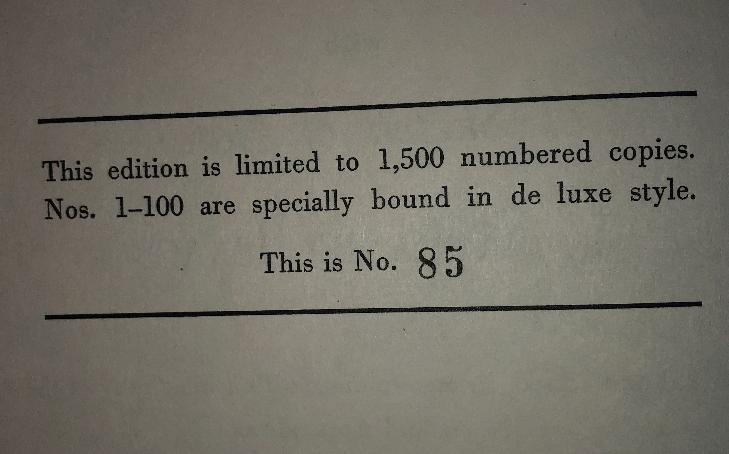 This edition is limited to 1,500 numbered copies.
Nos. 1–100 are specially bound in de luxe style.
This is No. 85